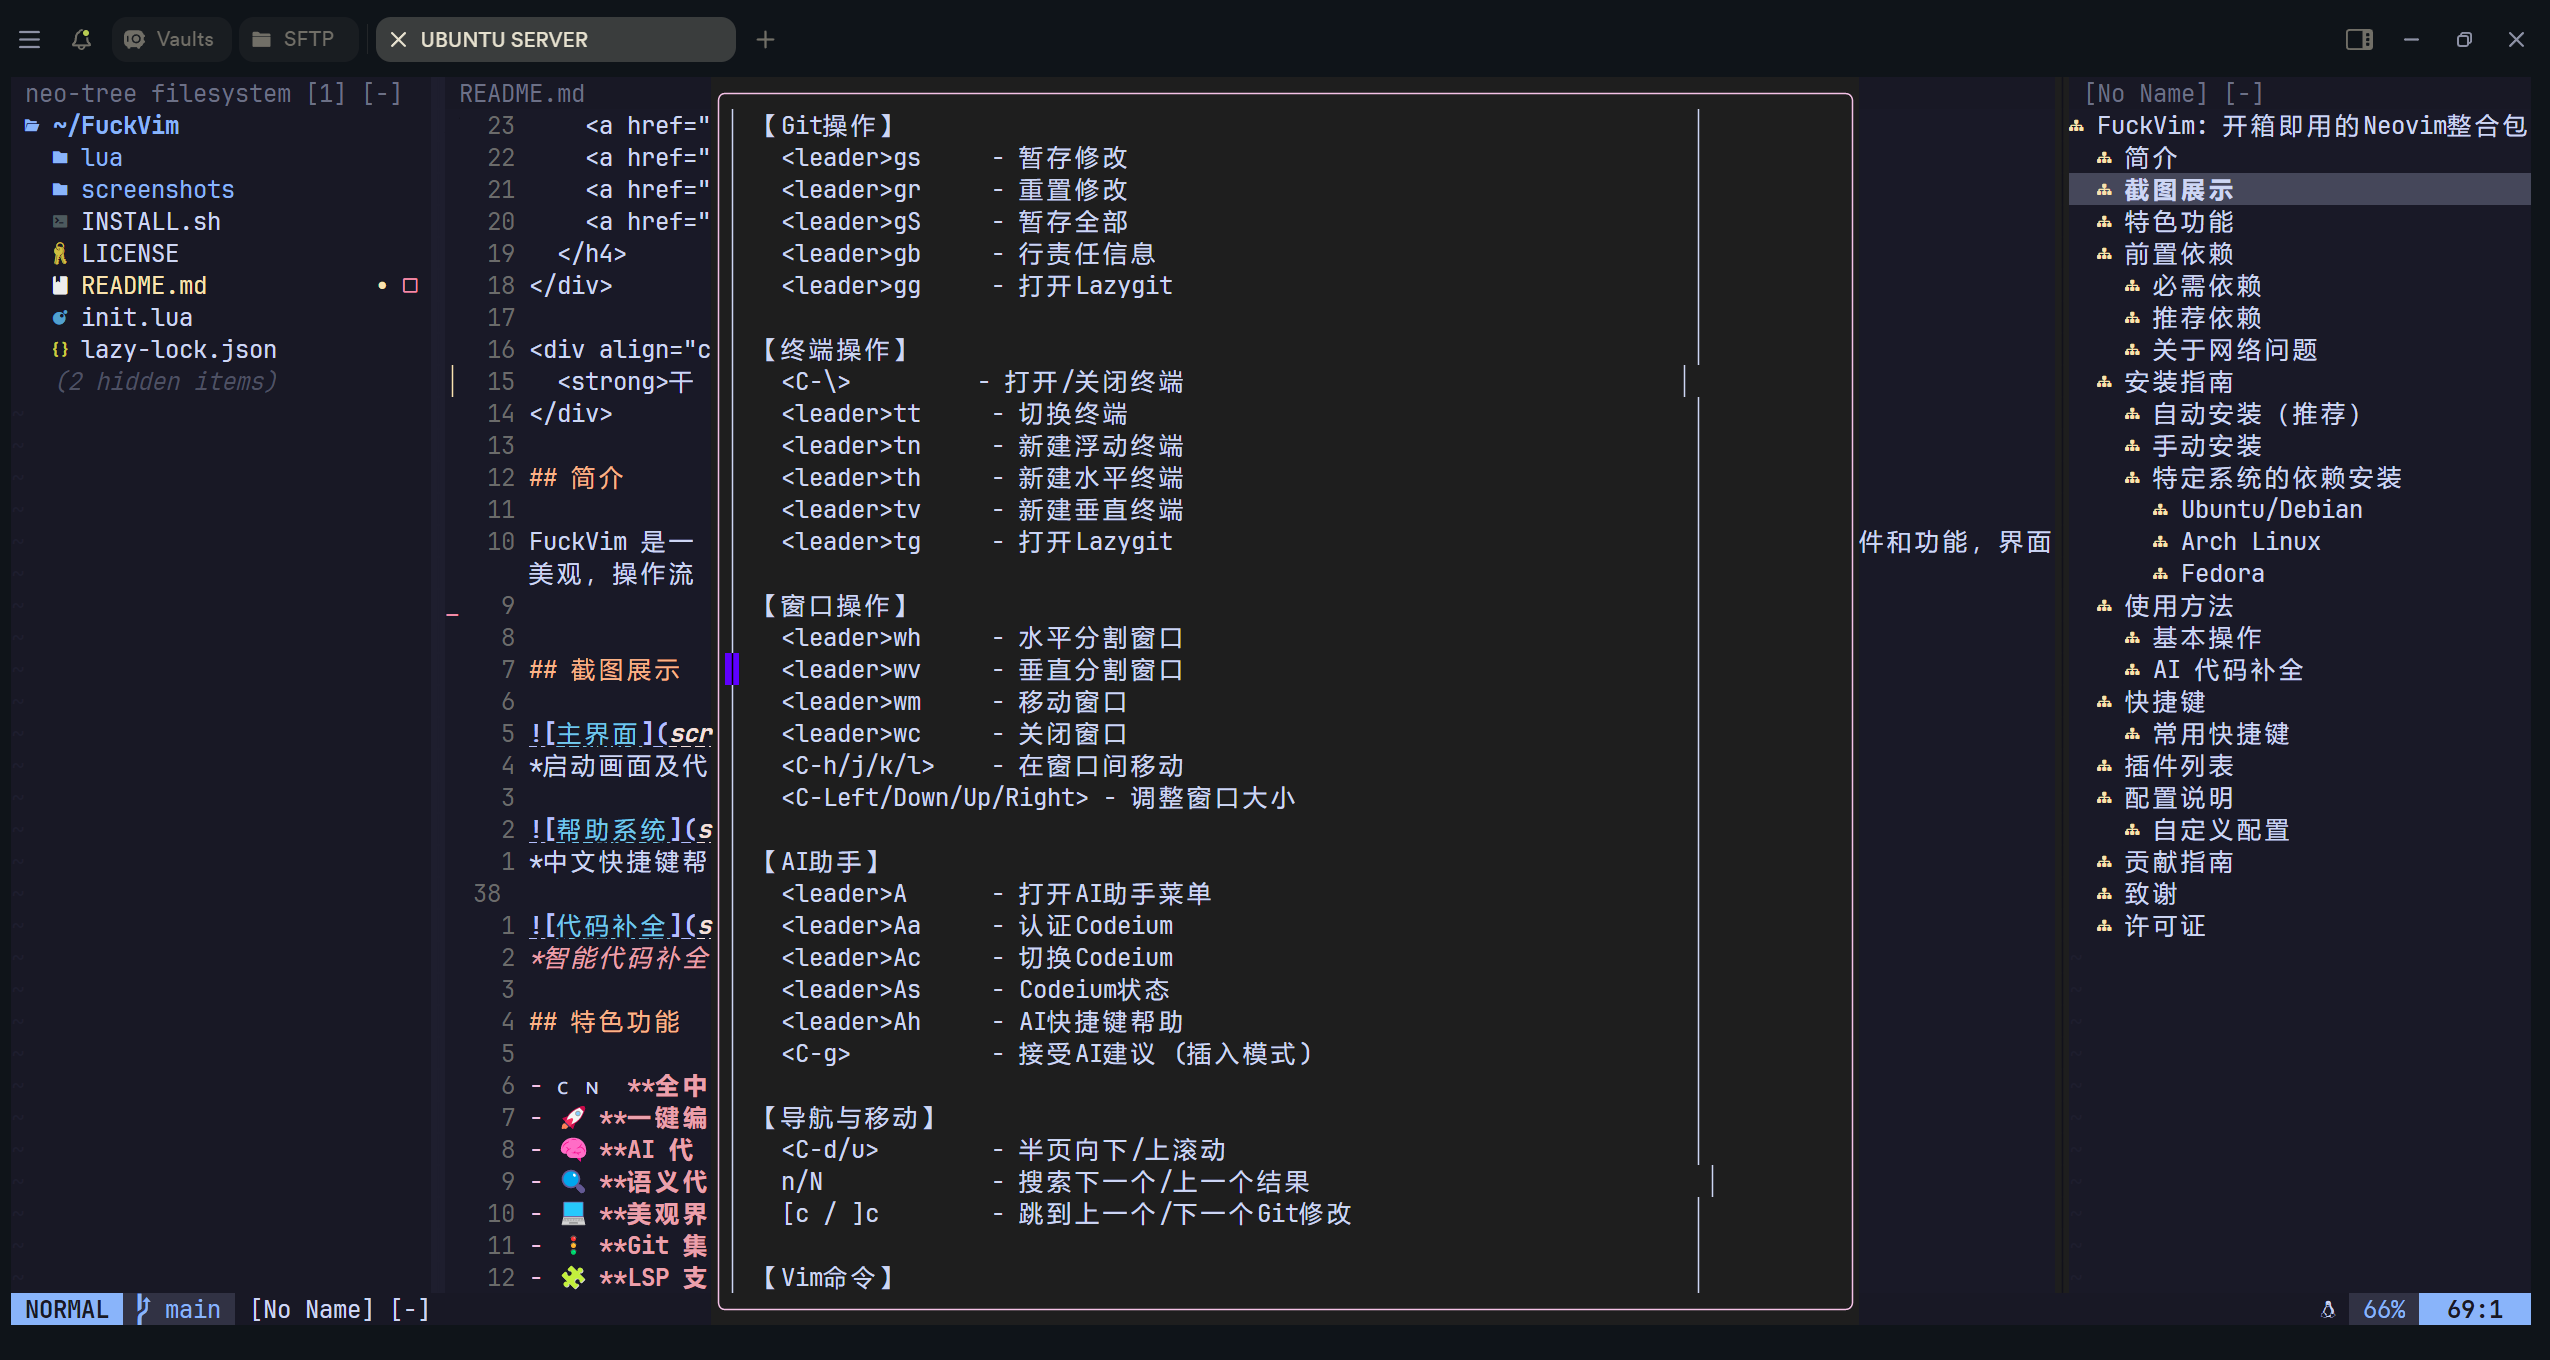 Vaults
SFTP
UBUNTU SERVER
neo-tree filesystem [1] [-]
~/FuckVim
lua
screenshots
INSTALL.sh
LICENSE
README.md
init.lua
lazy-lock.json
(2 hidden items)
README.md
23 <a href="
22 <a href="
21 <a href="
20 <a href="
19 </h4>
18 </div>
17
16 <div align="c
15 <strong>干
14 </div>
13
12 ## 简介
11
10 FuckVim 是一
美观，操作流
9
8
7 ## 截图展示
6
5 ![主界面](scr
4 *启动画面及代
3
2 ![帮助系统](s
1 *中文快捷键帮
38
1 ![代码补全](s
2 *智能代码补全
3
4 ## 特色功能
5
6 - C N **全中
7 - 🚀 **一键编
8 - 🧠 **AI 代
9 - 🔍 **语义代
10 - 💻 **美观界
11 - 🚦 **Git 集
12 - 🧩 **LSP 支
【Git操作】
<leader>gs - 暂存修改
<leader>gr - 重置修改
<leader>gS - 暂存全部
<leader>gb - 行责任信息
<leader>gg - 打开Lazygit
【终端操作】
<C-\> - 打开/关闭终端
<leader>tt - 切换终端
<leader>tn - 新建浮动终端
<leader>th - 新建水平终端
<leader>tv - 新建垂直终端
<leader>tg - 打开Lazygit
【窗口操作】
<leader>wh - 水平分割窗口
<leader>wv - 垂直分割窗口
<leader>wm - 移动窗口
<leader>wc - 关闭窗口
<C-h/j/k/l> - 在窗口间移动
<C-Left/Down/Up/Right> - 调整窗口大小
【AI助手】
<leader>A - 打开AI助手菜单
<leader>Aa - 认证Codeium
<leader>Ac - 切换Codeium
<leader>As - Codeium状态
<leader>Ah - AI快捷键帮助
<C-g> - 接受AI建议（插入模式）
【导航与移动】
<C-d/u> - 半页向下/上滚动
n/N - 搜索下一个/上一个结果
[c / ]c - 跳到上一个/下一个Git修改
【Vim命令】
件和功能，界面
[No Name] [-]
FuckVim: 开箱即用的Neovim整合包
简介
截图展示
特色功能
前置依赖
必需依赖
推荐依赖
关于网络问题
安装指南
自动安装（推荐）
手动安装
特定系统的依赖安装
Ubuntu/Debian
Arch Linux
Fedora
使用方法
基本操作
AI 代码补全
快捷键
常用快捷键
插件列表
配置说明
自定义配置
贡献指南
致谢
许可证
NORMAL main [No Name] [-] 66% 69:1